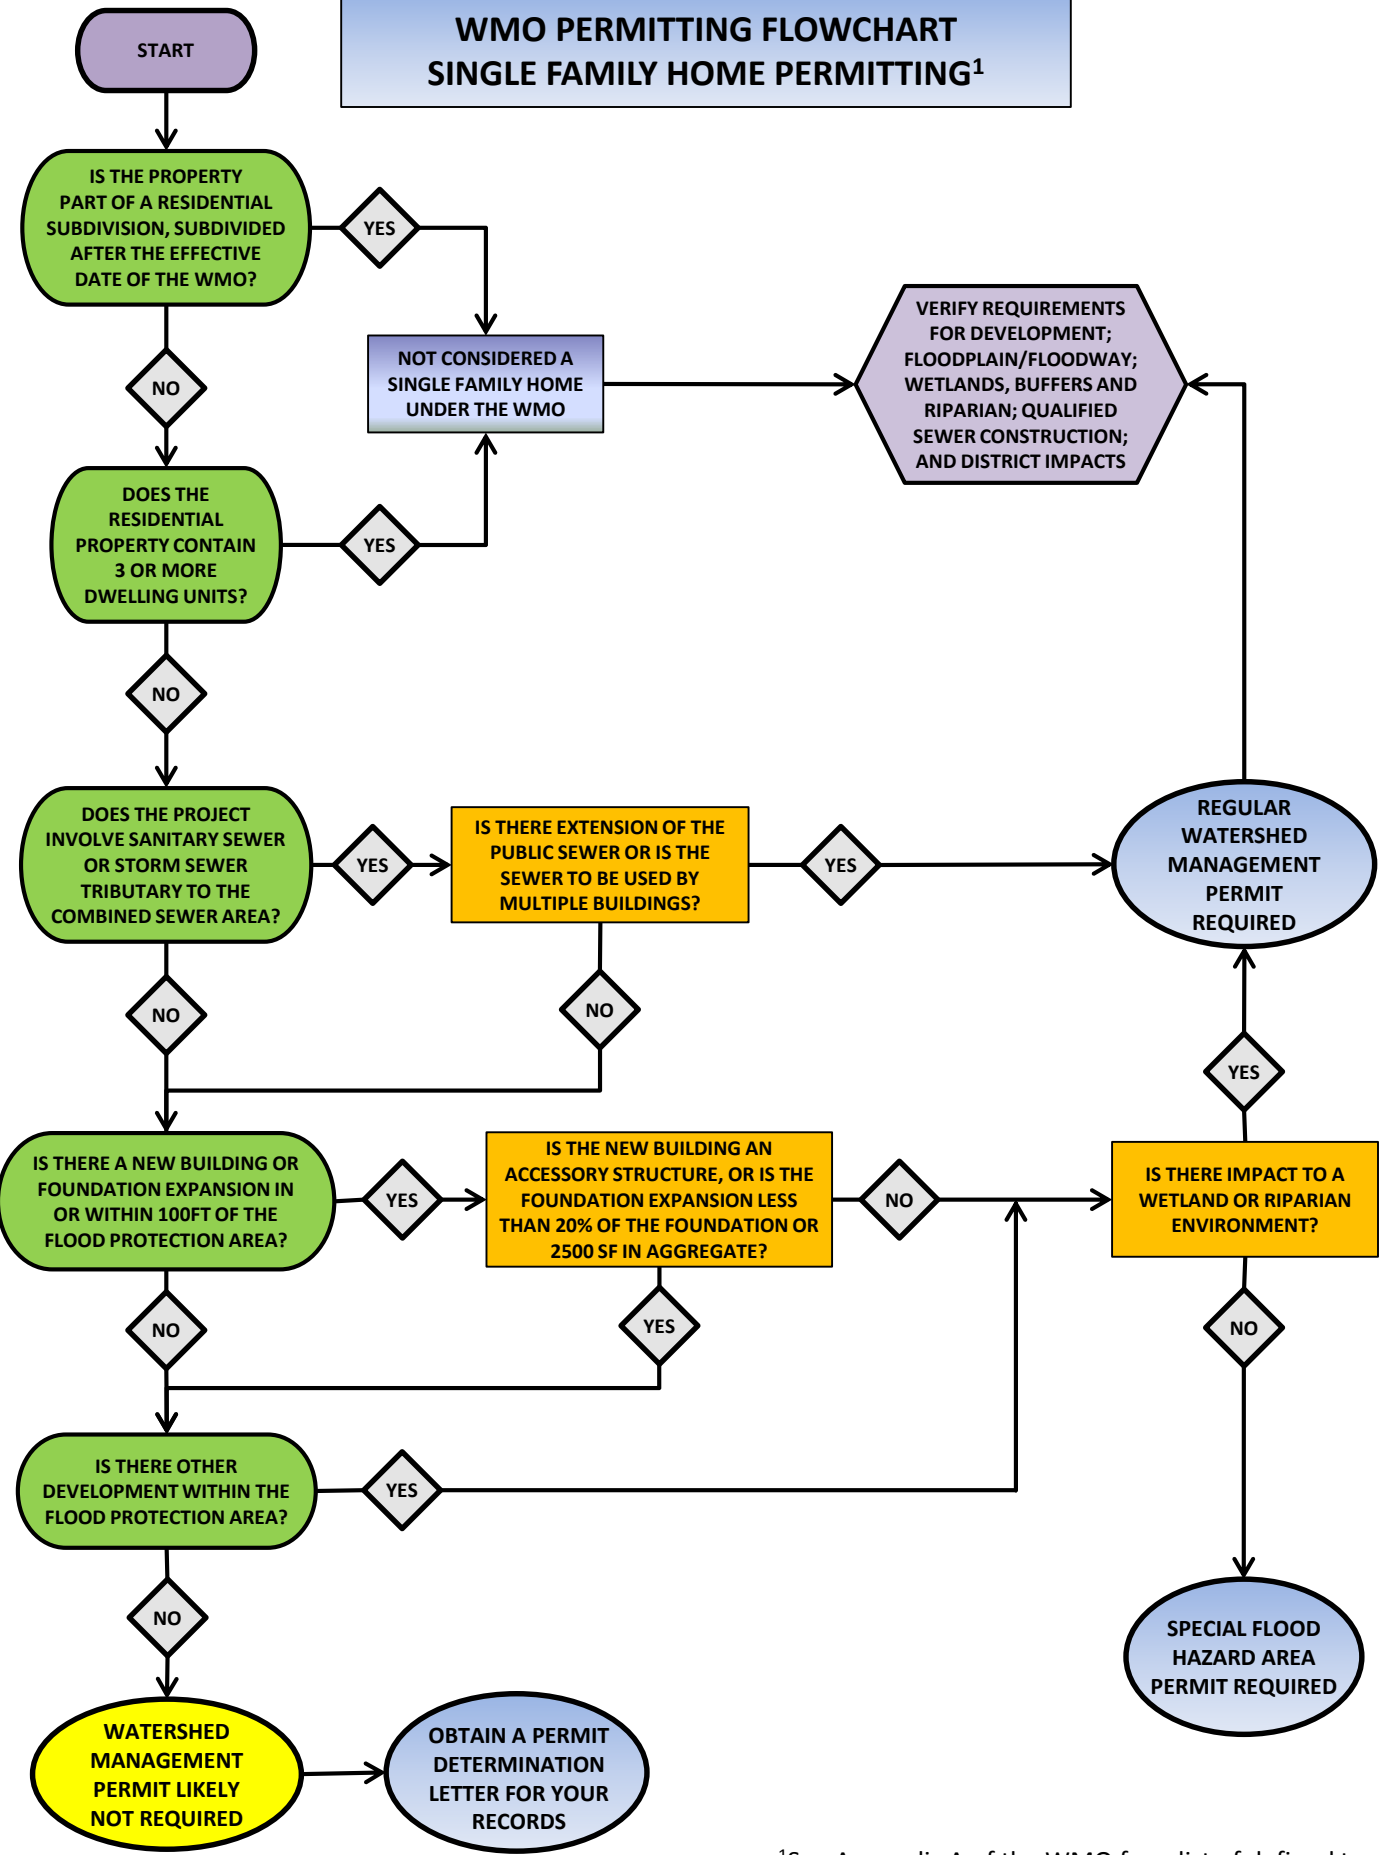 WMO PERMITTING FLOWCHART
SINGLE FAMILY HOME PERMITTING¹
START
IS THE PROPERTY
PART OF A RESIDENTIAL
SUBDIVISION, SUBDIVIDED
AFTER THE EFFECTIVE
DATE OF THE WMO?
YES
NO
NOT CONSIDERED A
SINGLE FAMILY HOME
UNDER THE WMO
VERIFY REQUIREMENTS
FOR DEVELOPMENT;
FLOODPLAIN/FLOODWAY;
WETLANDS, BUFFERS AND
RIPARIAN; QUALIFIED
SEWER CONSTRUCTION;
AND DISTRICT IMPACTS
DOES THE
RESIDENTIAL
PROPERTY CONTAIN
3 OR MORE
DWELLING UNITS?
YES
NO
DOES THE PROJECT
INVOLVE SANITARY SEWER
OR STORM SEWER
TRIBUTARY TO THE
COMBINED SEWER AREA?
YES
IS THERE EXTENSION OF THE
PUBLIC SEWER OR IS THE
SEWER TO BE USED BY
MULTIPLE BUILDINGS?
YES
REGULAR
WATERSHED
MANAGEMENT
PERMIT
REQUIRED
NO
NO
YES
IS THERE A NEW BUILDING OR
FOUNDATION EXPANSION IN
OR WITHIN 100FT OF THE
FLOOD PROTECTION AREA?
YES
IS THE NEW BUILDING AN
ACCESSORY STRUCTURE, OR IS THE
FOUNDATION EXPANSION LESS
THAN 20% OF THE FOUNDATION OR
2500 SF IN AGGREGATE?
NO
IS THERE IMPACT TO A
WETLAND OR RIPARIAN
ENVIRONMENT?
NO
YES
NO
IS THERE OTHER
DEVELOPMENT WITHIN THE
FLOOD PROTECTION AREA?
YES
NO
SPECIAL FLOOD
HAZARD AREA
PERMIT REQUIRED
WATERSHED
MANAGEMENT
PERMIT LIKELY
NOT REQUIRED
OBTAIN A PERMIT
DETERMINATION
LETTER FOR YOUR
RECORDS